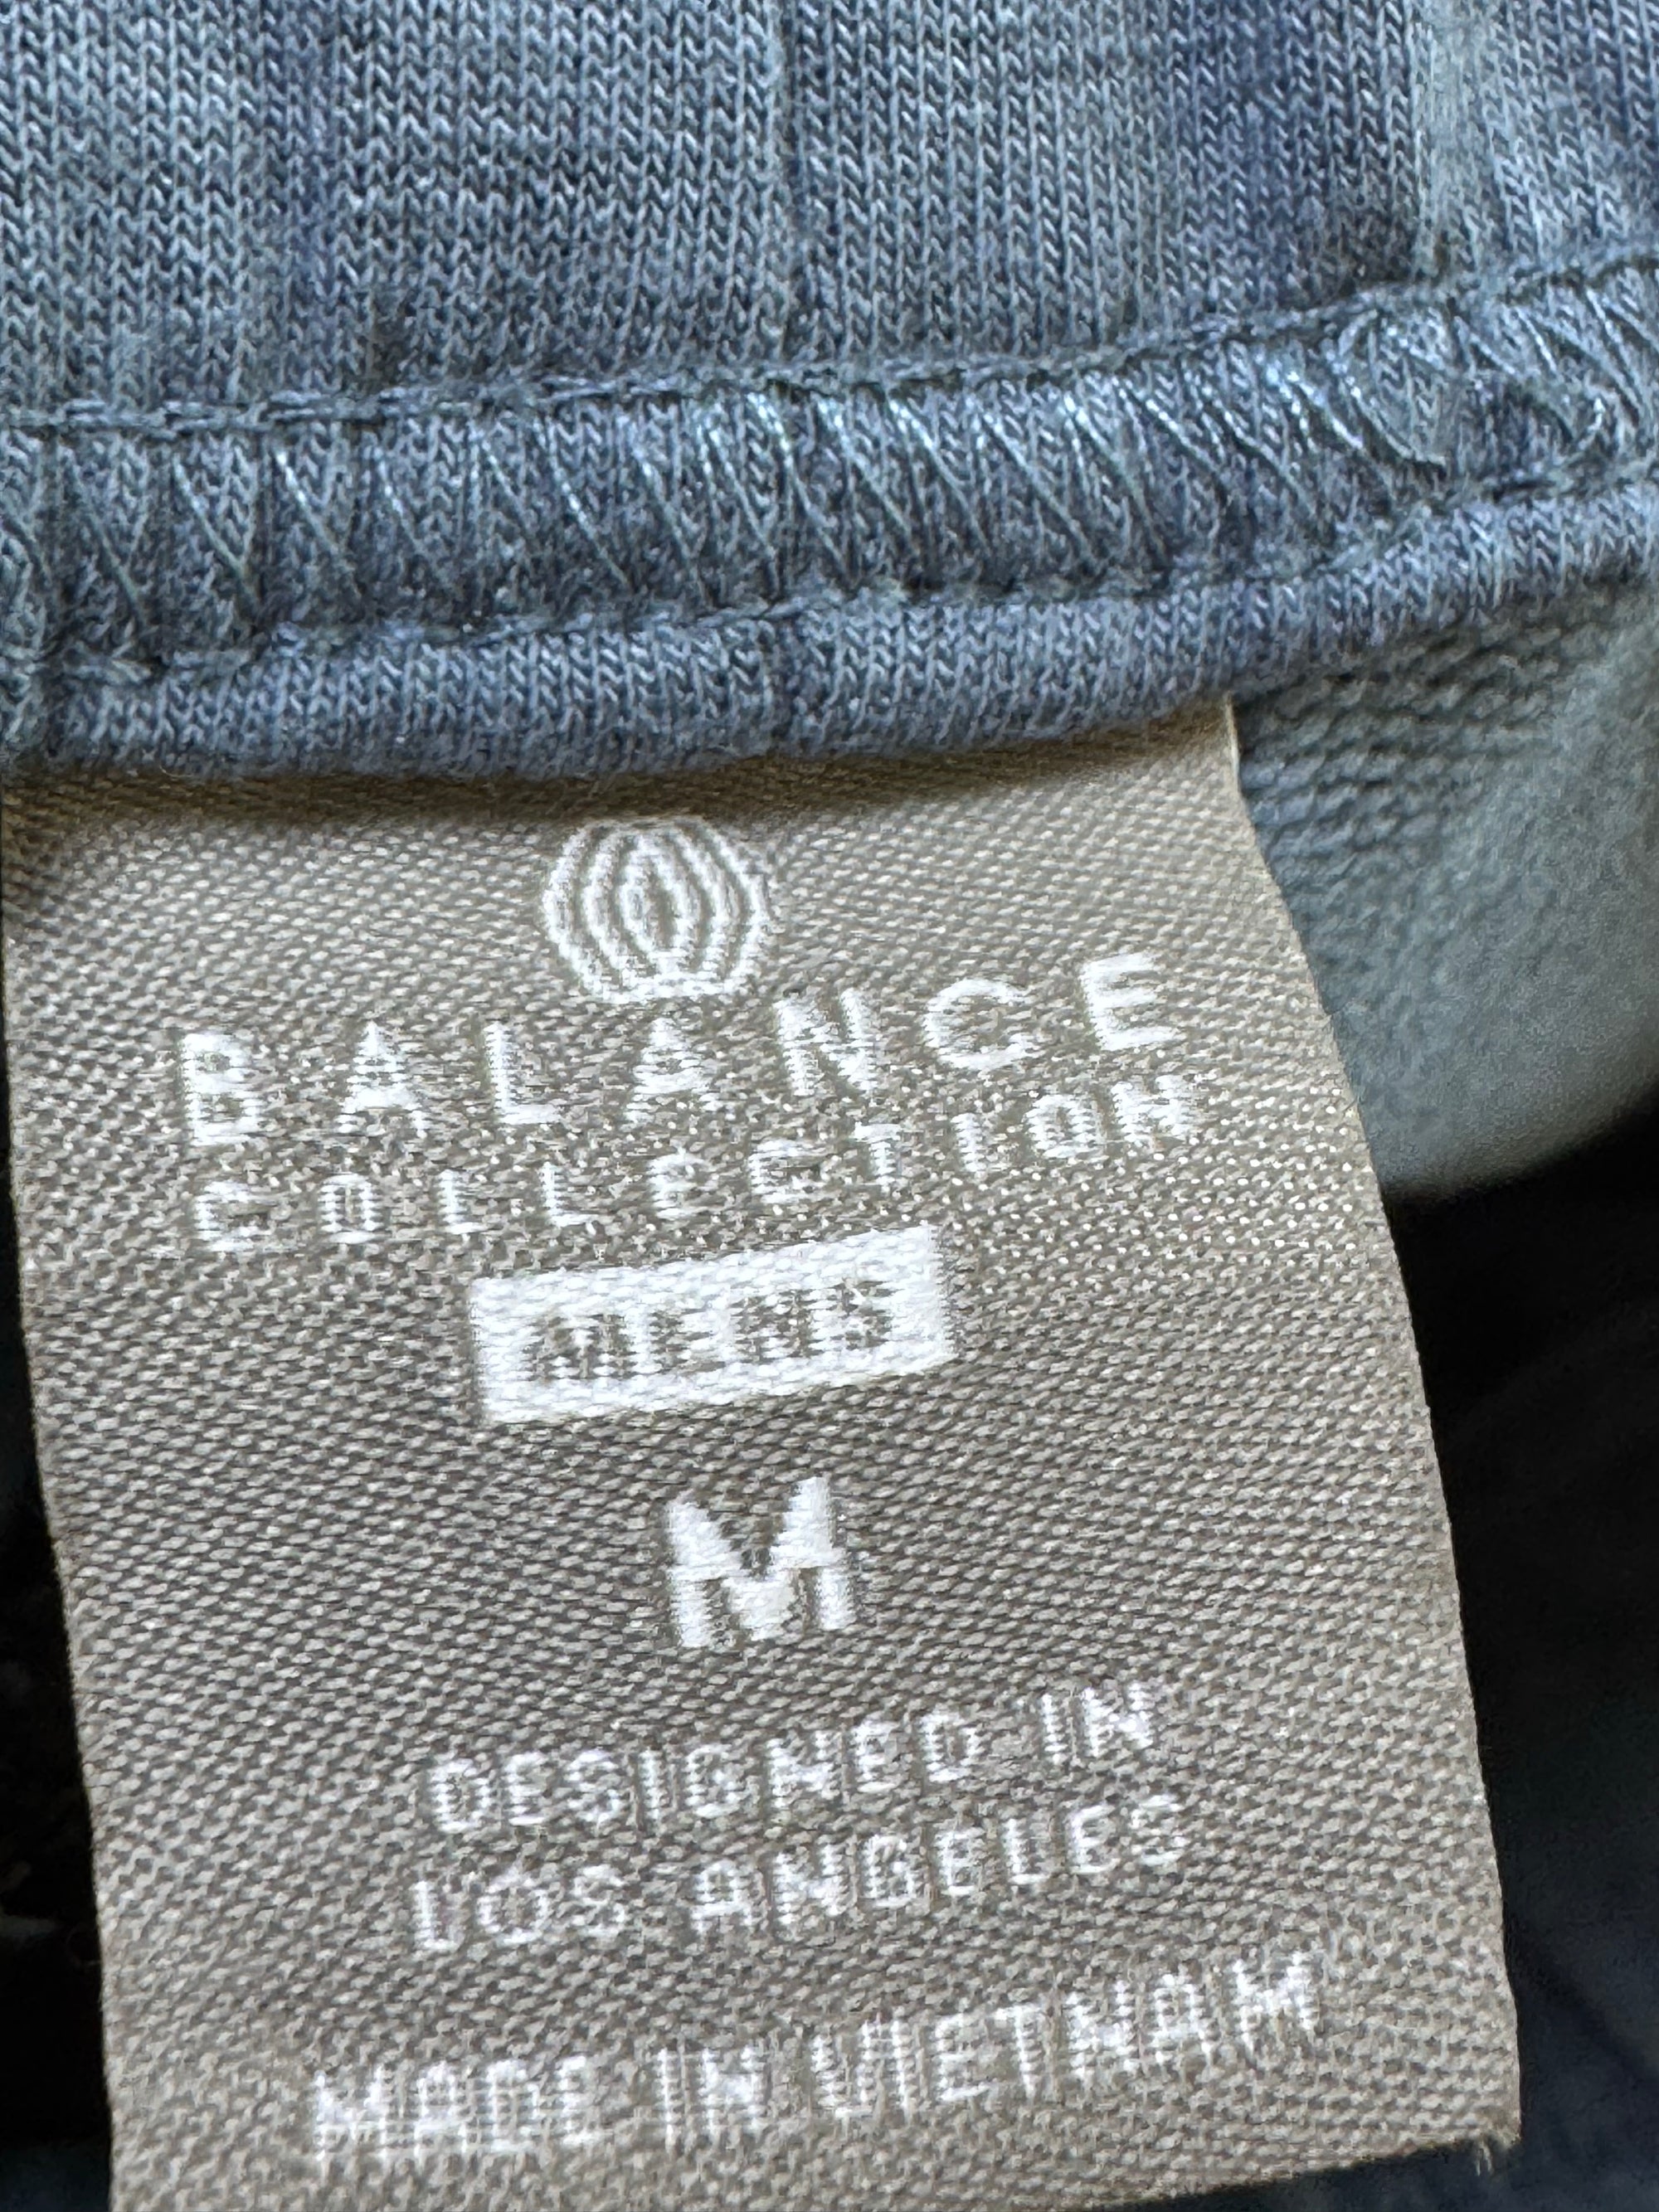 BALANCE
COLLECTION
MENS
M
DESIGNED IN
LOS ANGELES
MADE IN VIETNAM